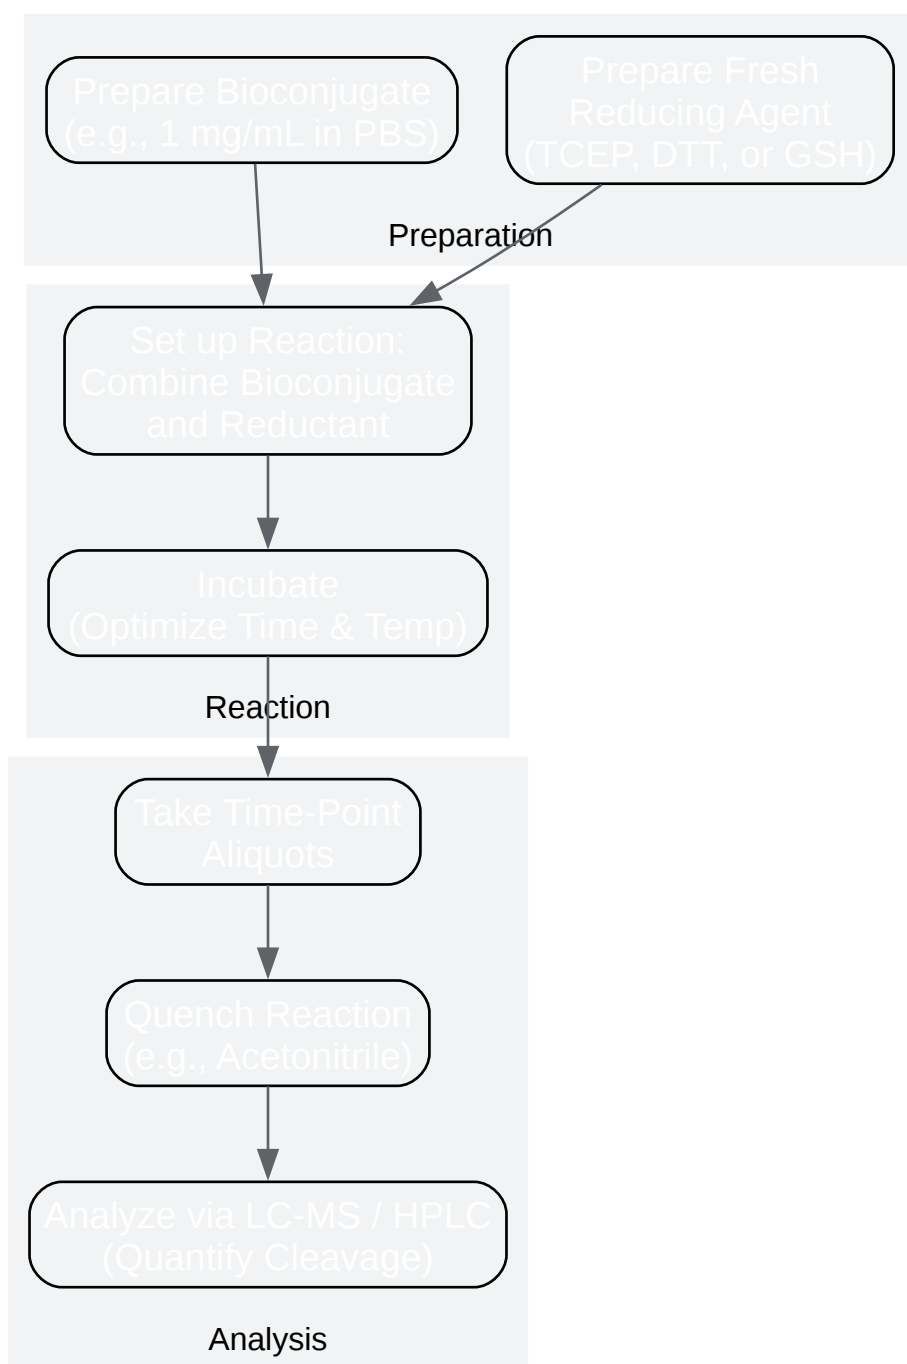 Prepare Bioconjugate
(e.g., 1 mg/mL in PBS)
Prepare Fresh
Reducing Agent
(TCEP, DTT, or GSH)
Preparation
Set up Reaction:
Combine Bioconjugate
and Reductant
Incubate
(Optimize Time & Temp)
Reaction
Take Time-Point
Aliquots
Quench Reaction
(e.g., Acetonitrile)
Analyze via LC-MS / HPLC
(Quantify Cleavage)
Analysis